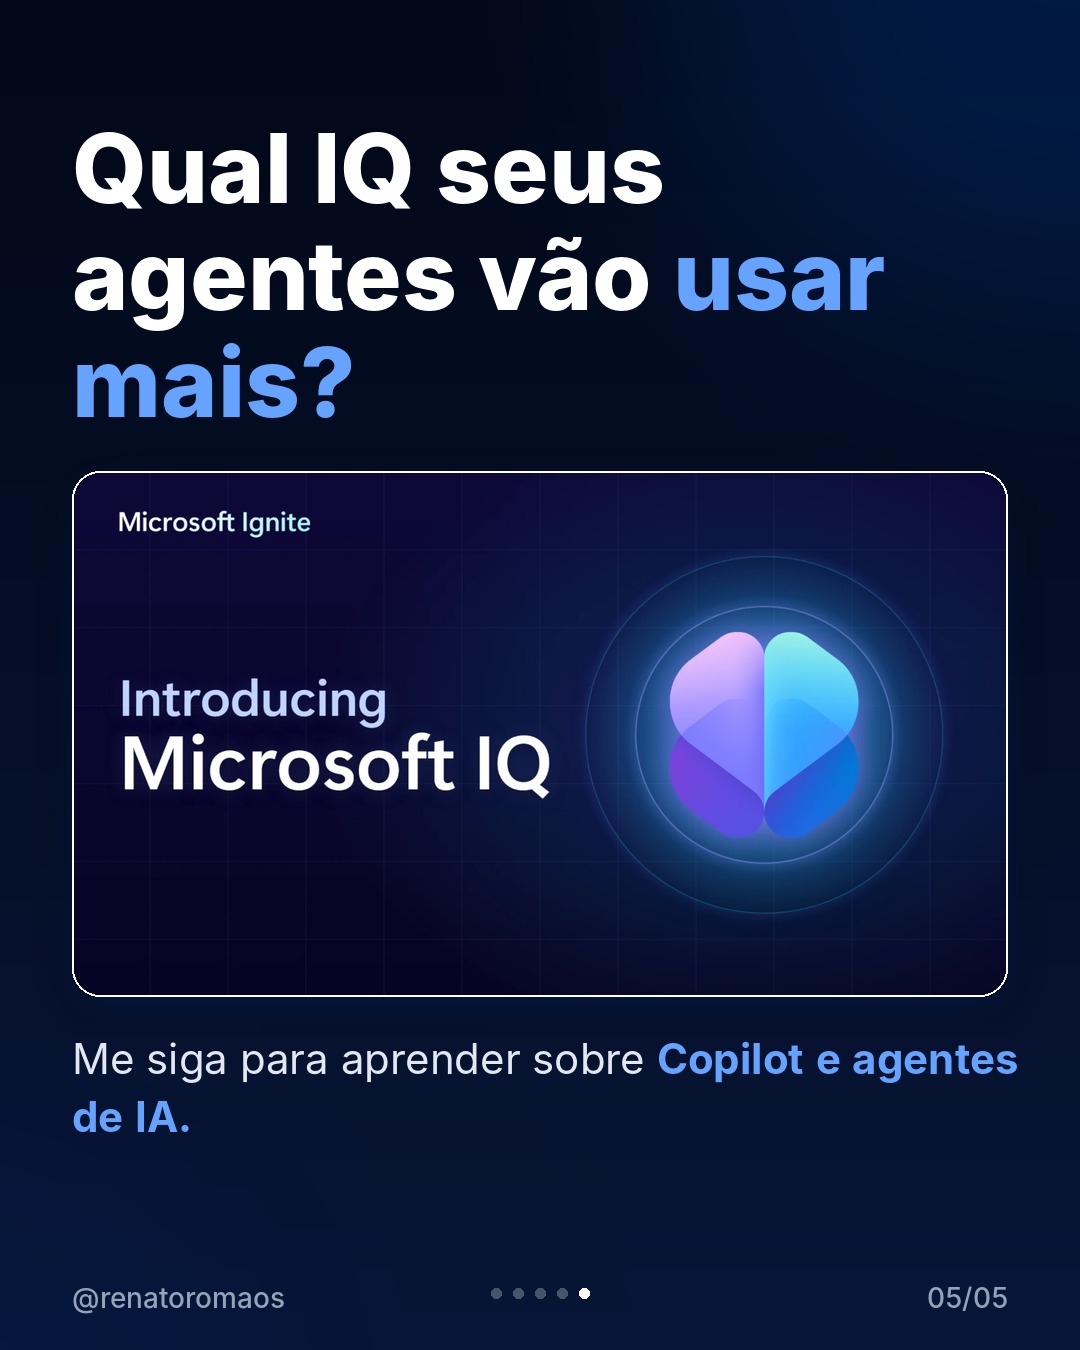 Qual IQ seus
agentes vão usar
mais?
Microsoft Ignite
Introducing
Microsoft IQ
Me siga para aprender sobre Copilot e agentes
de IA.
@renatoromaos
05/05